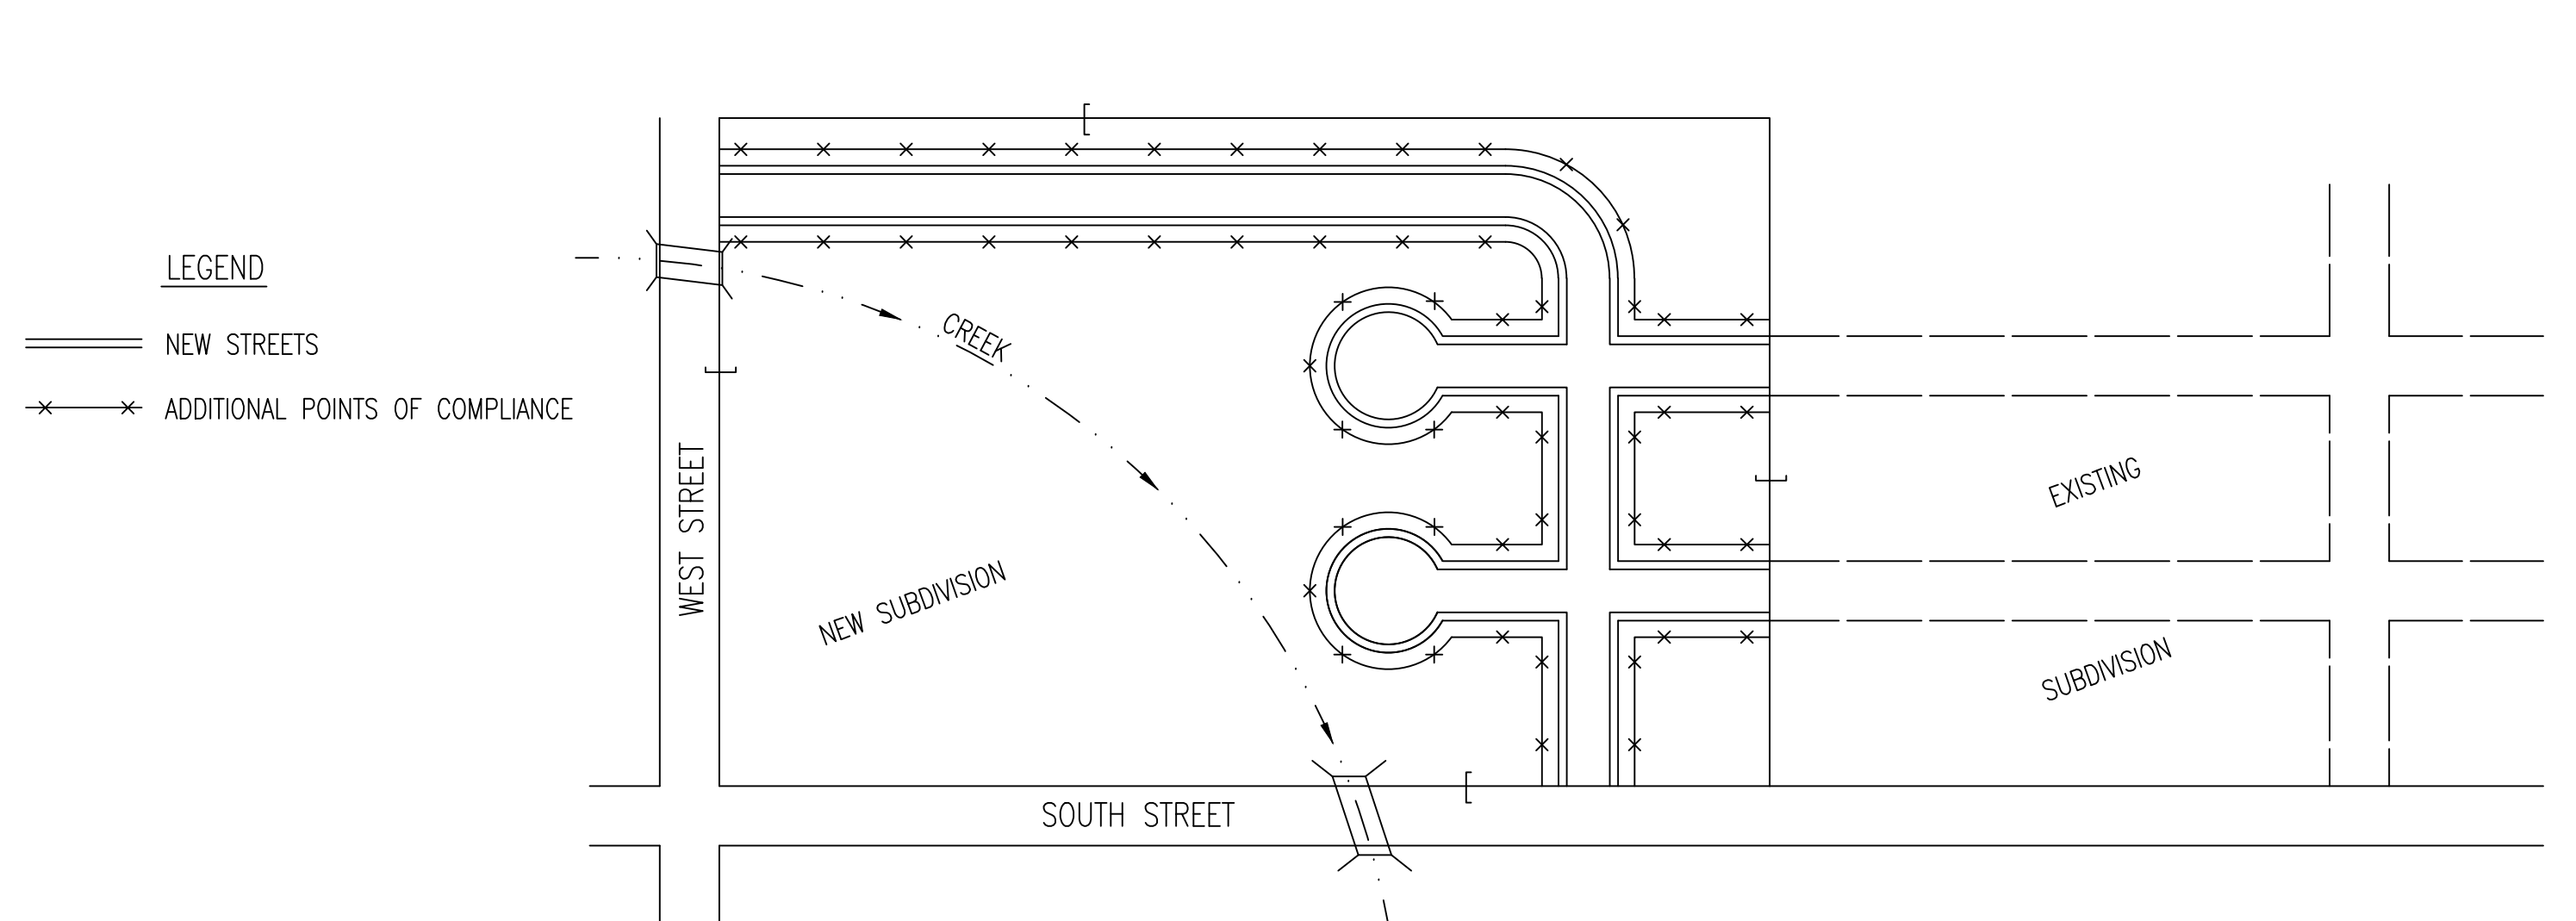 LEGEND
NEW STREETS
ADDITIONAL POINTS OF COMPLIANCE
CREEK
WEST STREET
NEW SUBDIVISION
EXISTING
SUBDIVISION
SOUTH STREET